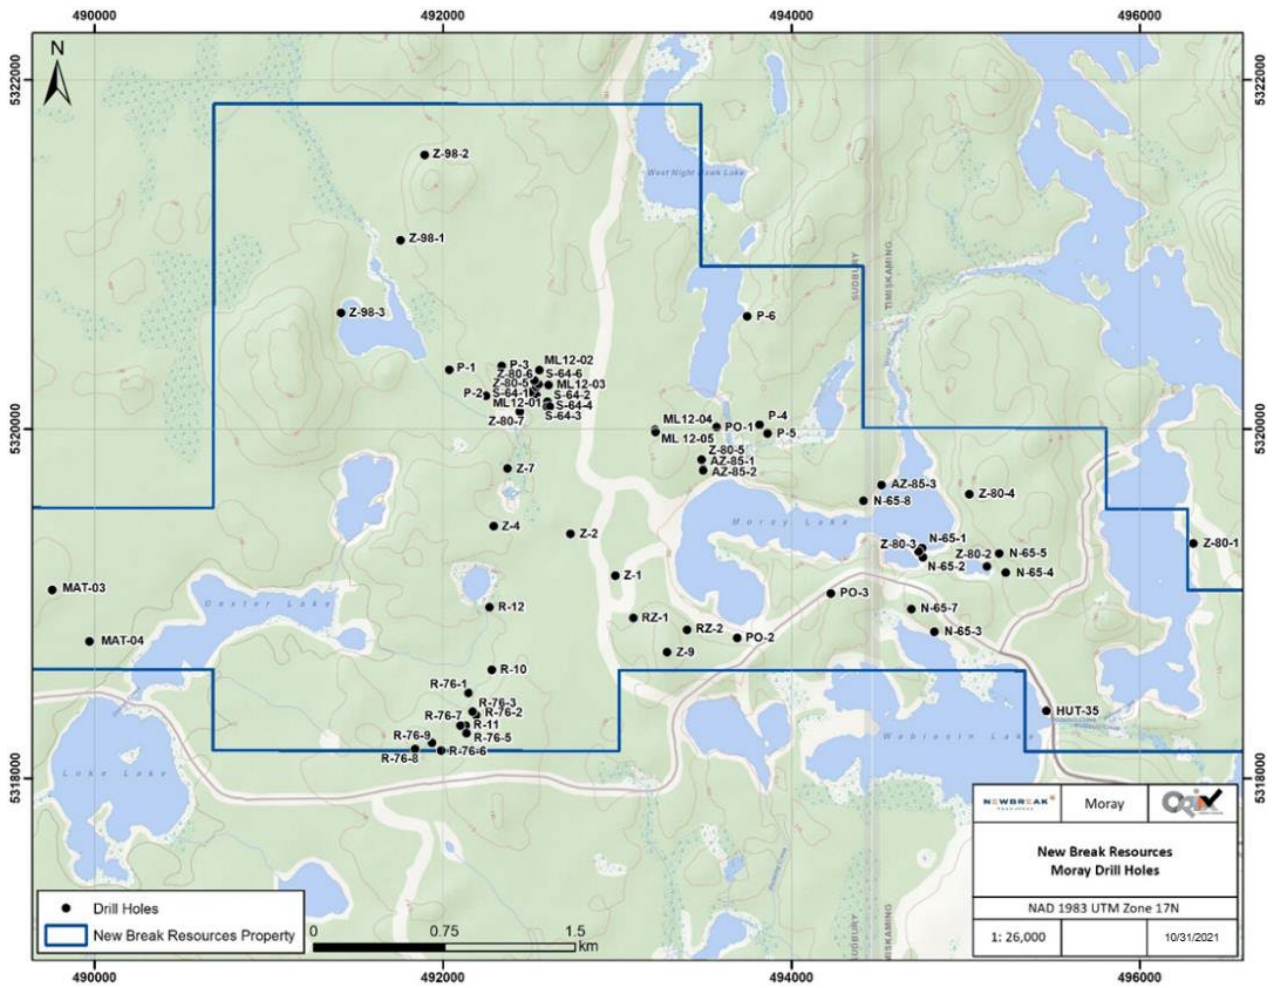 490000 492000 494000 496000
N
5322000
5322000
Z-98-2
West Night Hawk Lake
Z-98-1
SUDBURY
TIMISKAMING
Z-98-3
P-6
P-1
P-3
ML12-02
Z-80-6
S-64-6
Z-80-5
ML12-03
P-2
S-64-1
S-64-2
ML12-01
S-64-4
S-64-3
Z-80-7
5320000
5320000
ML12-04
PO-1
P-4
ML 12-05
P-5
Z-80-5
AZ-85-1
AZ-85-2
Z-7
AZ-85-3
Z-80-4
N-65-8
Moray Lake
Z-4
Z-2
N-65-1
Z-80-3
Z-80-1
Z-80-2
N-65-5
N-65-2
N-65-4
Z-1
MAT-03
PO-3
R-12
N-65-7
RZ-1
RZ-2
N-65-3
PO-2
MAT-04
Z-9
R-10
R-76-1
R-76-3
R-76-2
HUT-35
R-76-7
R-11
R-76-9
R-76-5
R-76-8
R-76-6
Loke Lake
5318000
5318000
NEWBREAK
Moray
New Break Resources
Moray Drill Holes
NAD 1983 UTM Zone 17N
1: 26,000
10/31/2021
Drill Holes
New Break Resources Property
0 0.75 1.5
km
SUDBURY
490000 492000 494000 496000